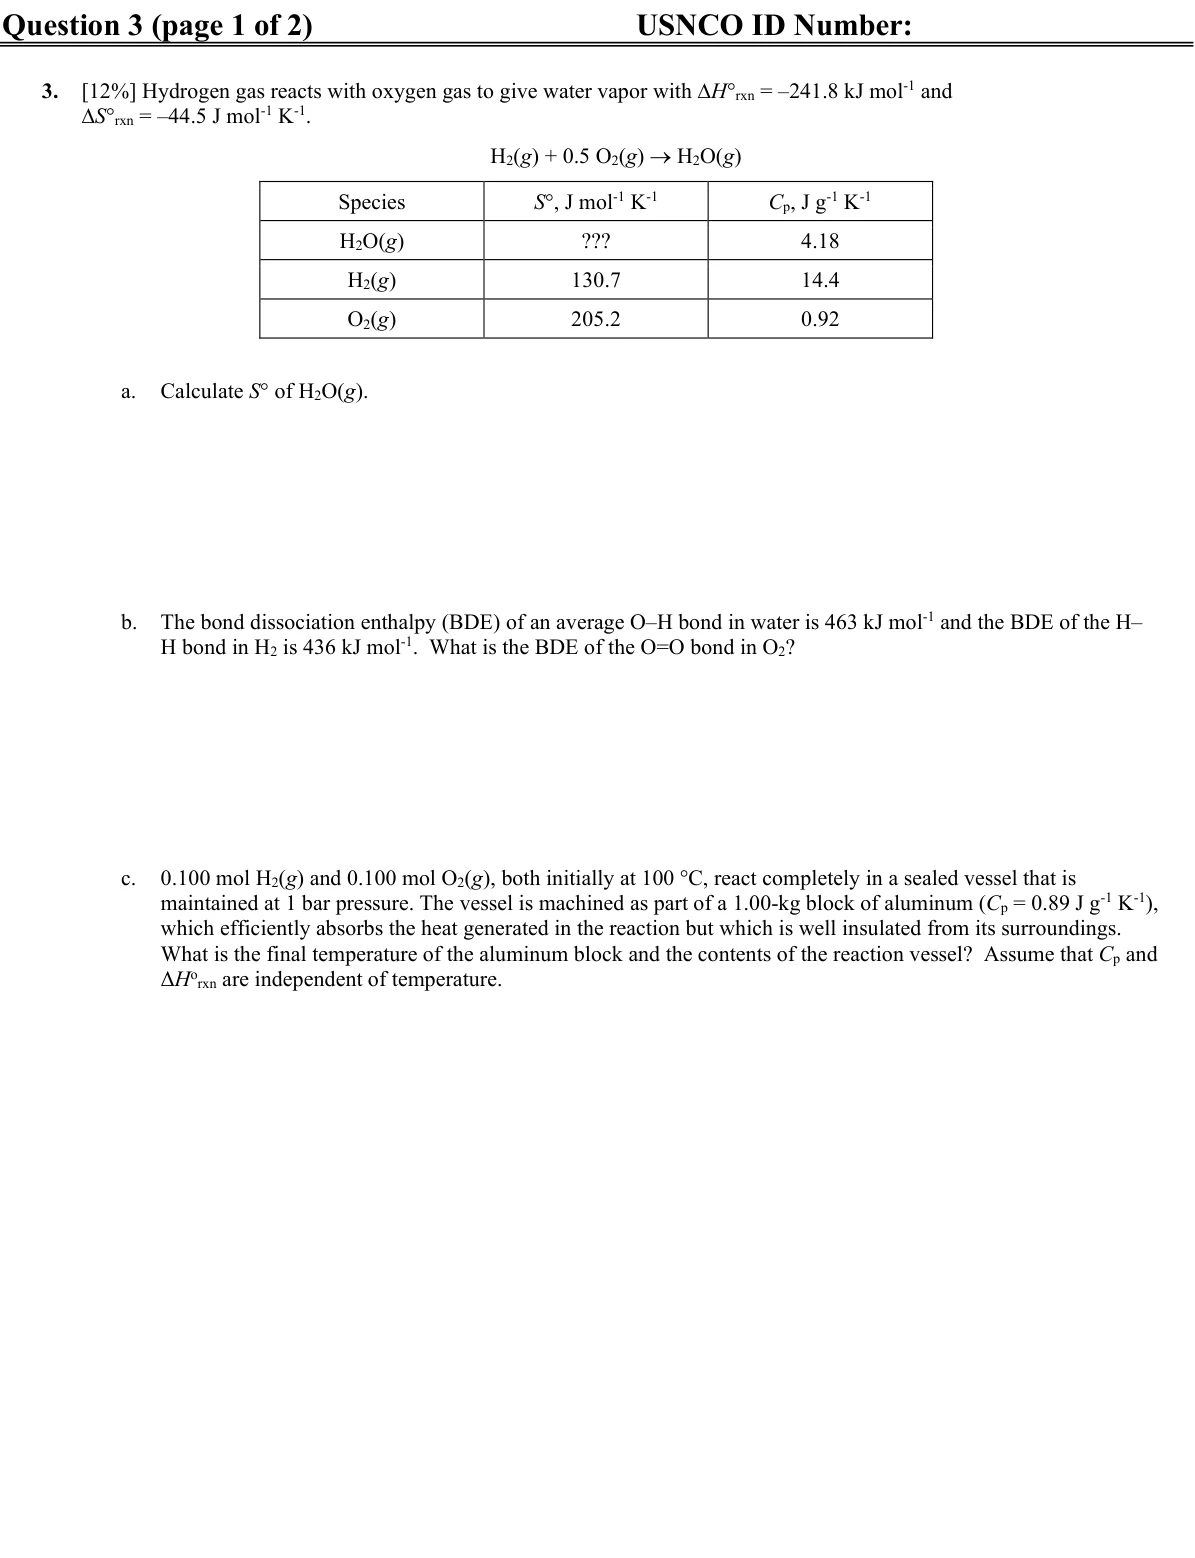 Question 3 (page 1 of 2) USNCO ID Number:
3. [12%] Hydrogen gas reacts with oxygen gas to give water vapor with ΔH°rxn = –241.8 kJ mol⁻¹ and
ΔS°rxn = –44.5 J mol⁻¹ K⁻¹.
H₂(g) + 0.5 O₂(g) → H₂O(g)
Species S°, J mol⁻¹ K⁻¹ Cp, J g⁻¹ K⁻¹
H₂O(g) ??? 4.18
H₂(g) 130.7 14.4
O₂(g) 205.2 0.92
a. Calculate S° of H₂O(g).
b. The bond dissociation enthalpy (BDE) of an average O–H bond in water is 463 kJ mol⁻¹ and the BDE of the H–
H bond in H₂ is 436 kJ mol⁻¹. What is the BDE of the O=O bond in O₂?
c. 0.100 mol H₂(g) and 0.100 mol O₂(g), both initially at 100 °C, react completely in a sealed vessel that is
maintained at 1 bar pressure. The vessel is machined as part of a 1.00-kg block of aluminum (Cp = 0.89 J g⁻¹ K⁻¹),
which efficiently absorbs the heat generated in the reaction but which is well insulated from its surroundings.
What is the final temperature of the aluminum block and the contents of the reaction vessel? Assume that Cp and
ΔH°rxn are independent of temperature.